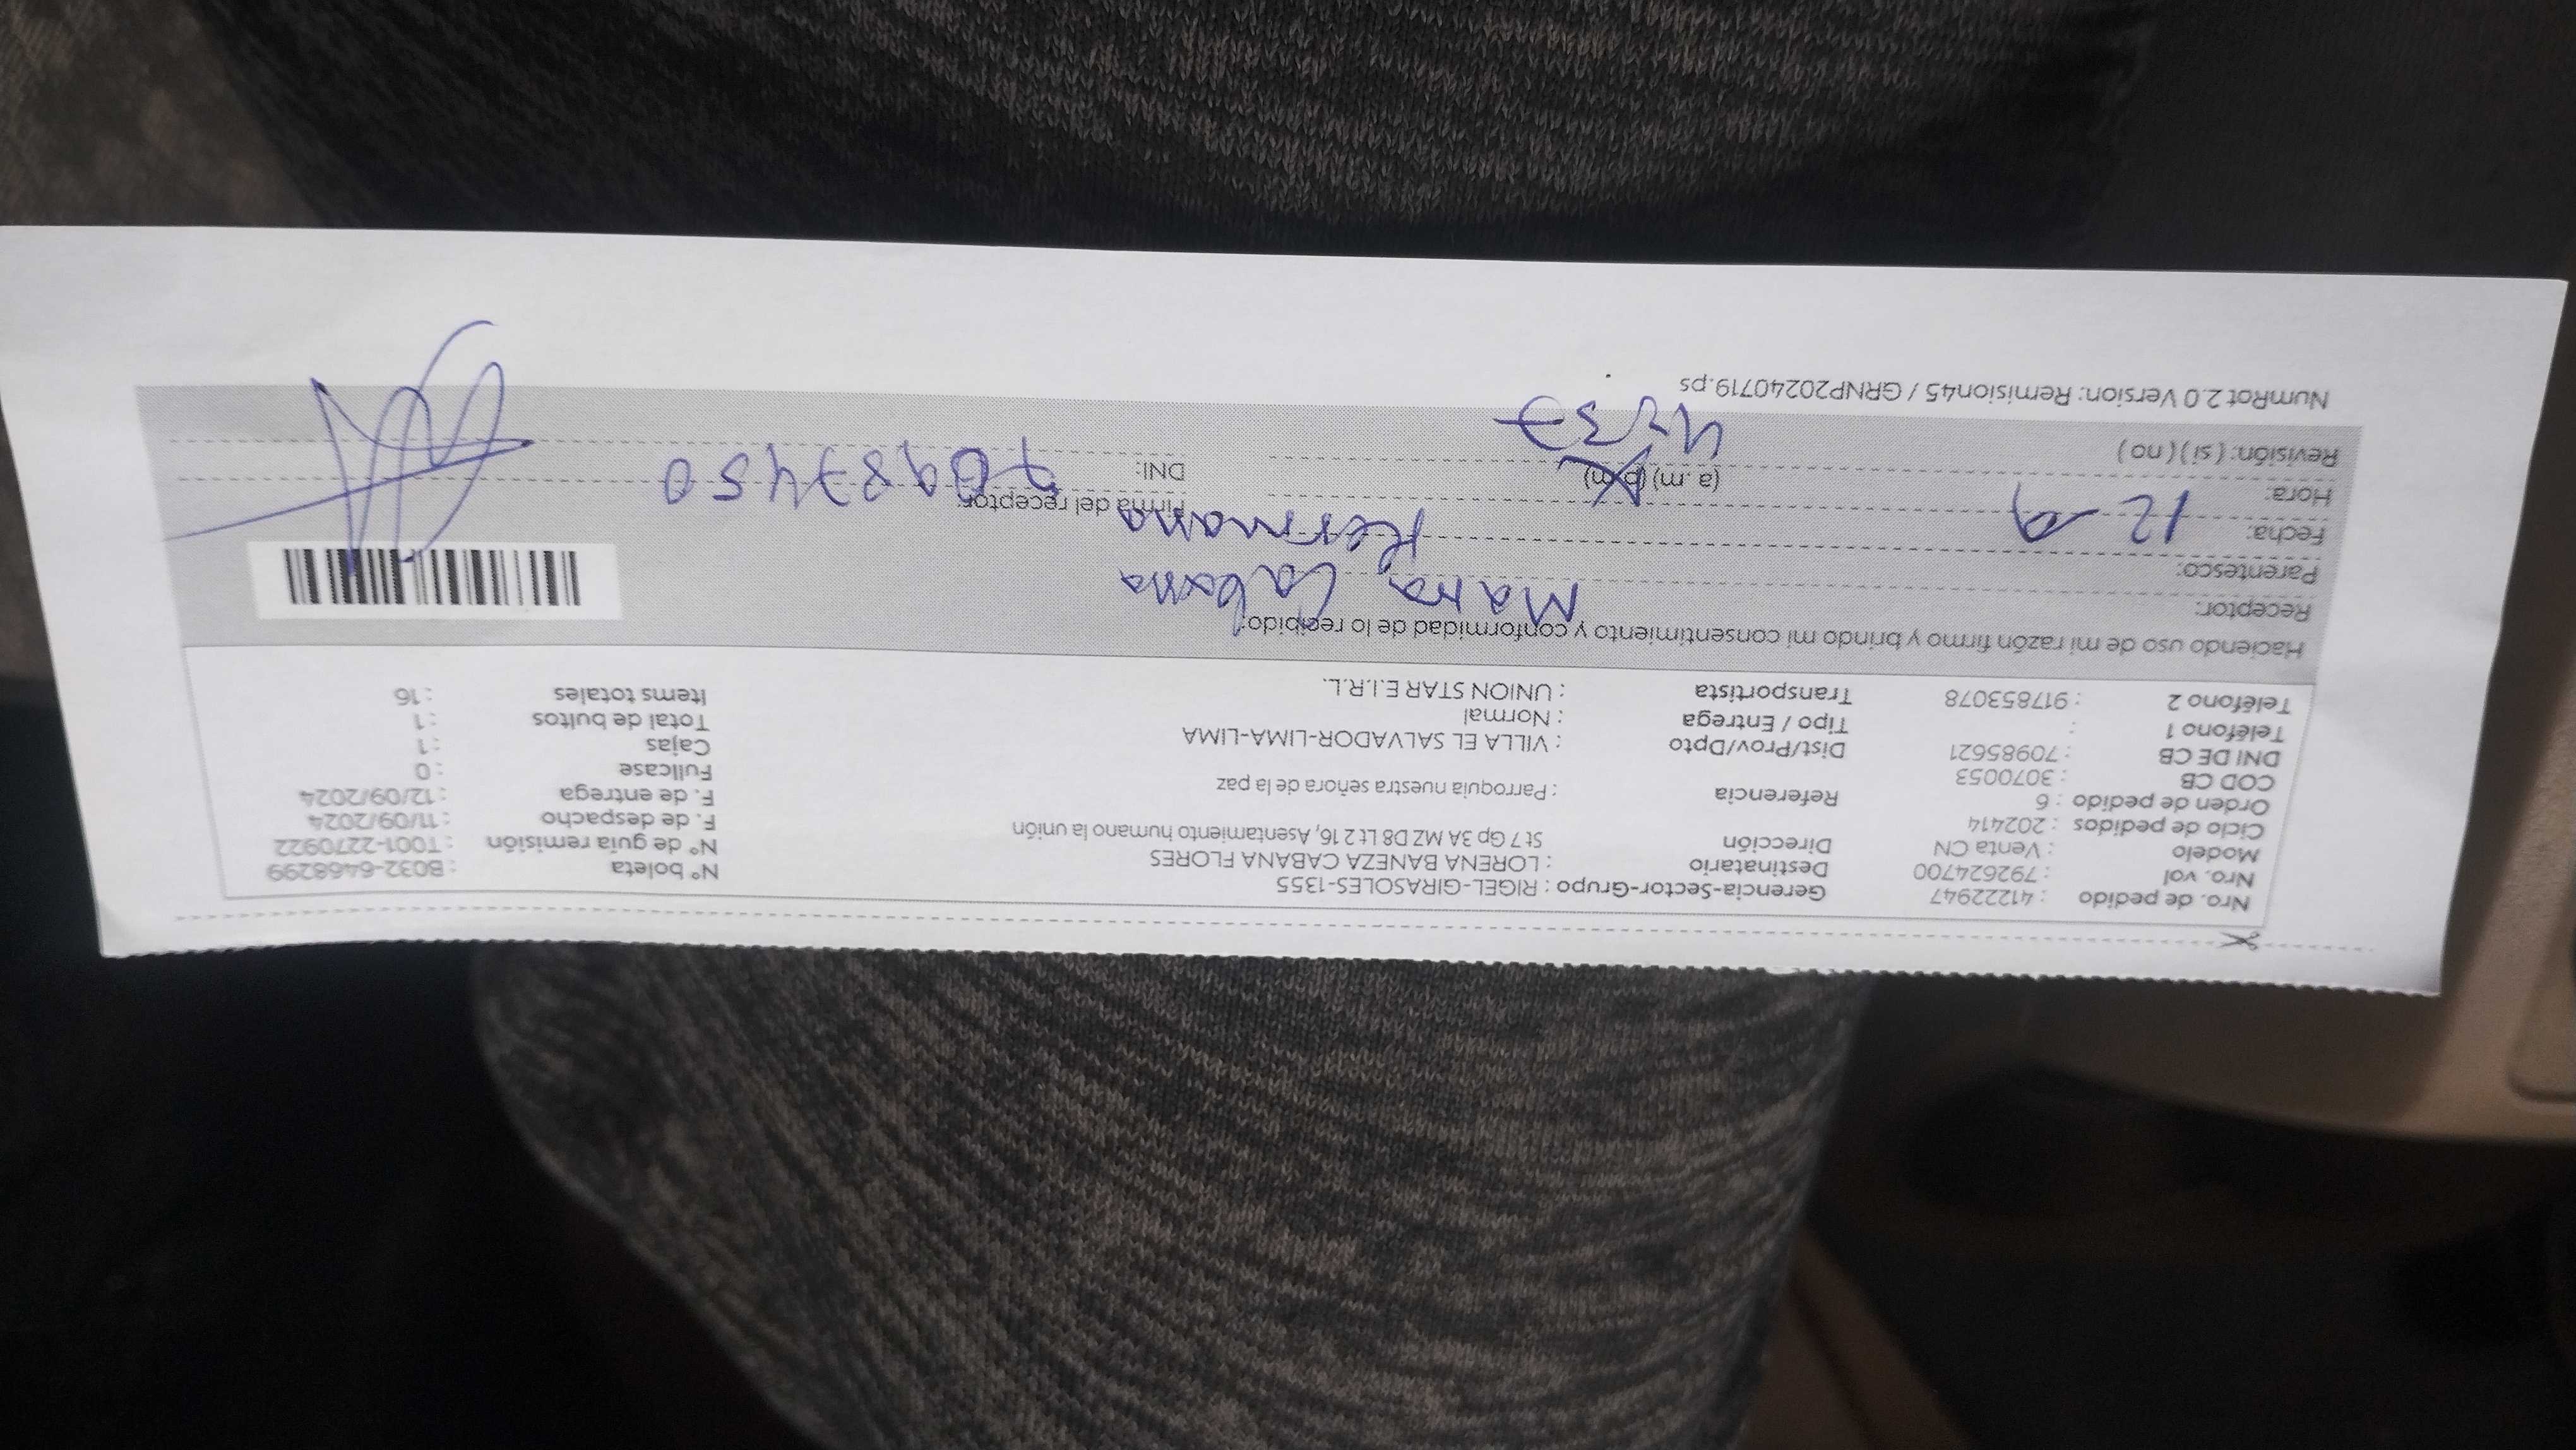 Nro. de pedido : 41222947 Gerencia-Sector-Grupo : RIGEL-GIRASOLES-1355 N° boleta : B032-6468299
Nro. vol : 792624700 Destinatario : LORENA BANEZA CABANA FLORES N° de guia remisión : T001-2270922
Modelo : Venta CN Dirección St 7 Gp 3A MZ D8 Lt 2 16, Asentamiento humano la unión F. de despacho : 11/09/2024
Ciclo de pedidos : 202414 F. de entrega : 12/09/2024
Orden de pedido : 6 Referencia : Parroquia nuestra señora de la paz Fullcase : 0
COD CB : 3070053 Cajas : 1
DNI DE CB : 70985621 Dist/Prov/Dpto : VILLA EL SALVADOR-LIMA-LIMA Total de bultos : 1
Teléfono 1 : Tipo / Entrega : Normal Items totales : 16
Teléfono 2 : 917853078 Transportista : UNION STAR E.I.R.L.
Haciendo uso de mi razón firmo y brindo mi consentimiento y conformidad de lo recibido:
Receptor: Cabana
Parentesco: Hermana
Fecha: 12-9 Firma del receptor:
Hora: (a.m) (p.m) 4:37 DNI: 70987450
Revisión: ( si ) ( no )
NumRot 2.0 Version: Remision45 / GRNP20240719.ps